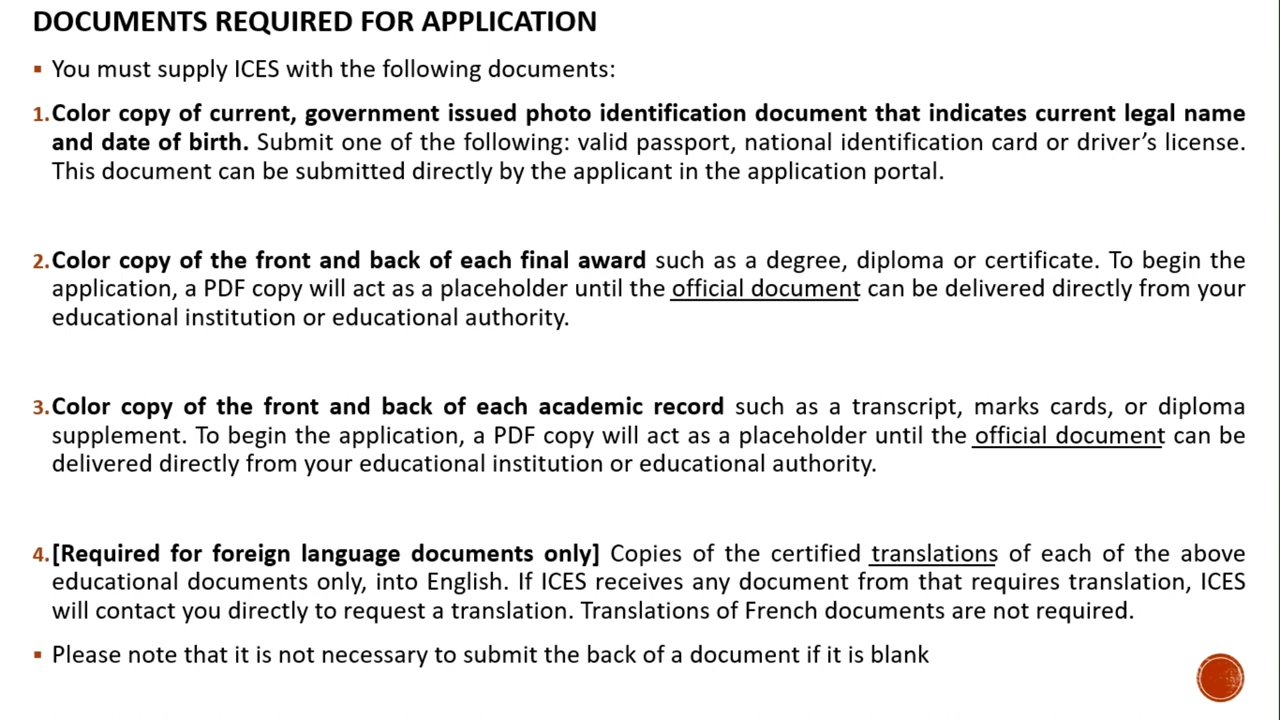 DOCUMENTS REQUIRED FOR APPLICATION
▪ You must supply ICES with the following documents:
1. Color copy of current, government issued photo identification document that indicates current legal name
and date of birth. Submit one of the following: valid passport, national identification card or driver’s license.
This document can be submitted directly by the applicant in the application portal.
2. Color copy of the front and back of each final award such as a degree, diploma or certificate. To begin the
application, a PDF copy will act as a placeholder until the official document can be delivered directly from your
educational institution or educational authority.
3. Color copy of the front and back of each academic record such as a transcript, marks cards, or diploma
supplement. To begin the application, a PDF copy will act as a placeholder until the official document can be
delivered directly from your educational institution or educational authority.
4. [Required for foreign language documents only] Copies of the certified translations of each of the above
educational documents only, into English. If ICES receives any document from that requires translation, ICES
will contact you directly to request a translation. Translations of French documents are not required.
▪ Please note that it is not necessary to submit the back of a document if it is blank